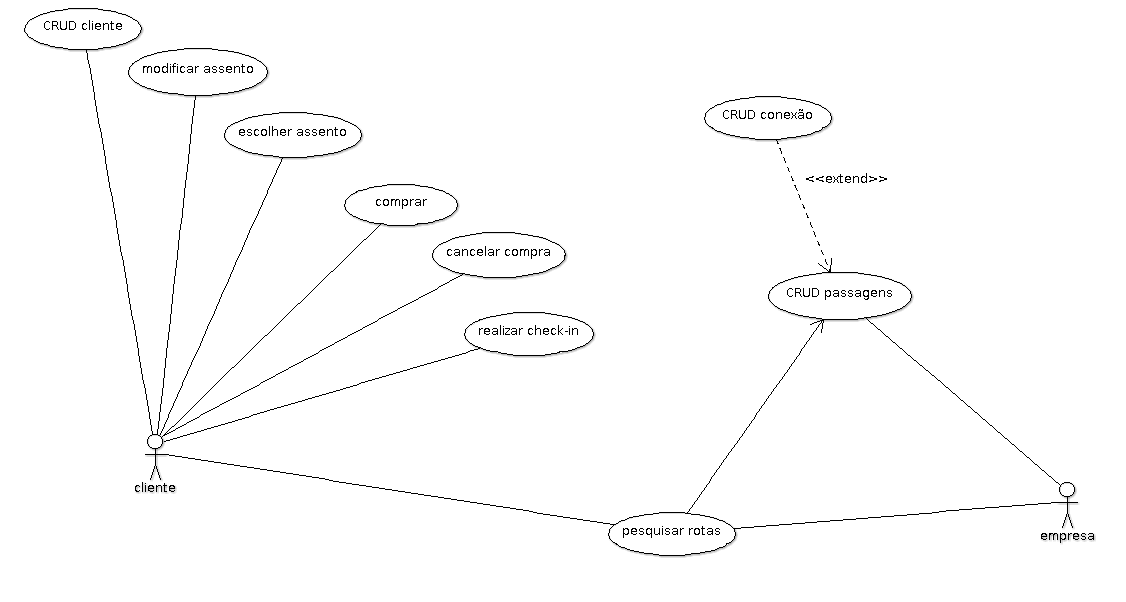 CRUD cliente
modificar assento
escolher assento
CRUD conexão
<<extend>>
comprar
cancelar compra
CRUD passagens
realizar check-in
cliente
pesquisar rotas
empresa